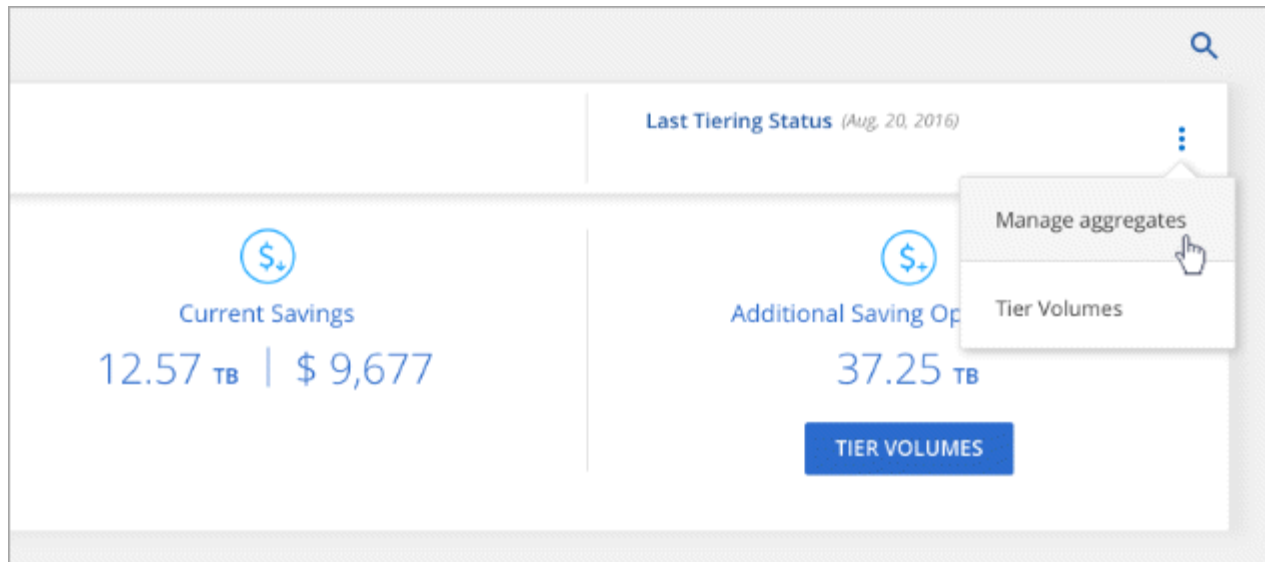 Last Tiering Status (Aug, 20, 2016)
Manage aggregates
Tier Volumes
Current Savings
12.57 TB | $ 9,677
Additional Saving Op
37.25 TB
TIER VOLUMES